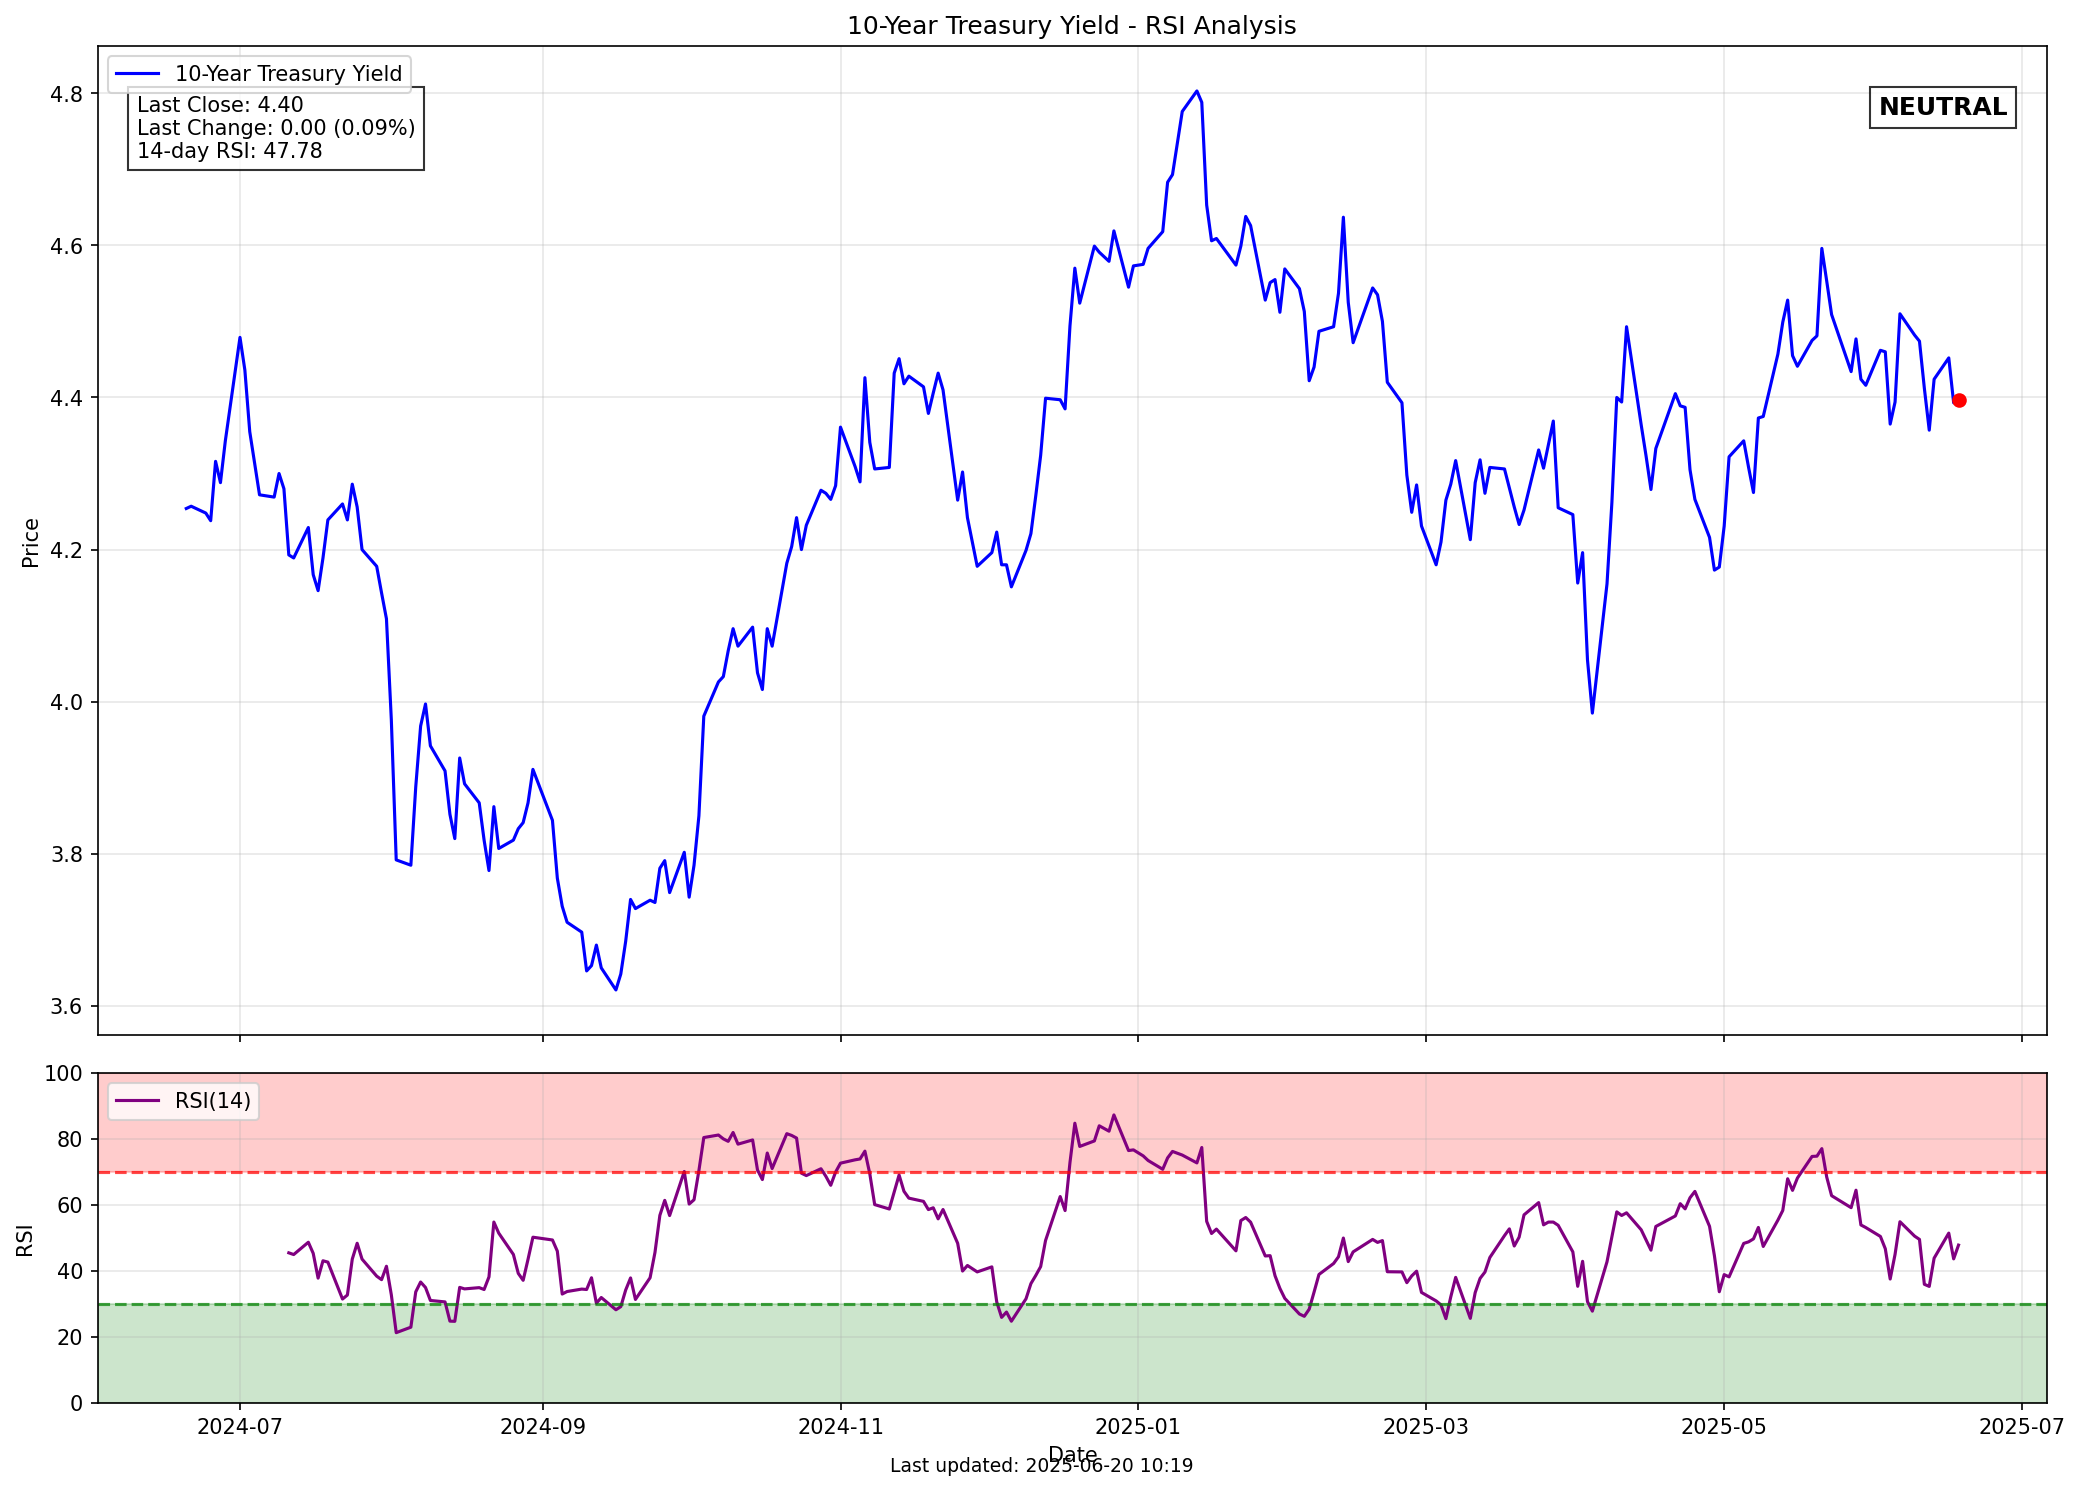 10-Year Treasury Yield - RSI Analysis
10-Year Treasury Yield
Last Close: 4.40
Last Change: 0.00 (0.09%)
14-day RSI: 47.78
NEUTRAL
Price
4.8
4.6
4.4
4.2
4.0
3.8
3.6
RSI(14)
RSI
100
80
60
40
20
0
2024-07
2024-09
2024-11
2025-01
2025-03
2025-05
2025-07
Date
Last updated: 2025-06-20 10:19